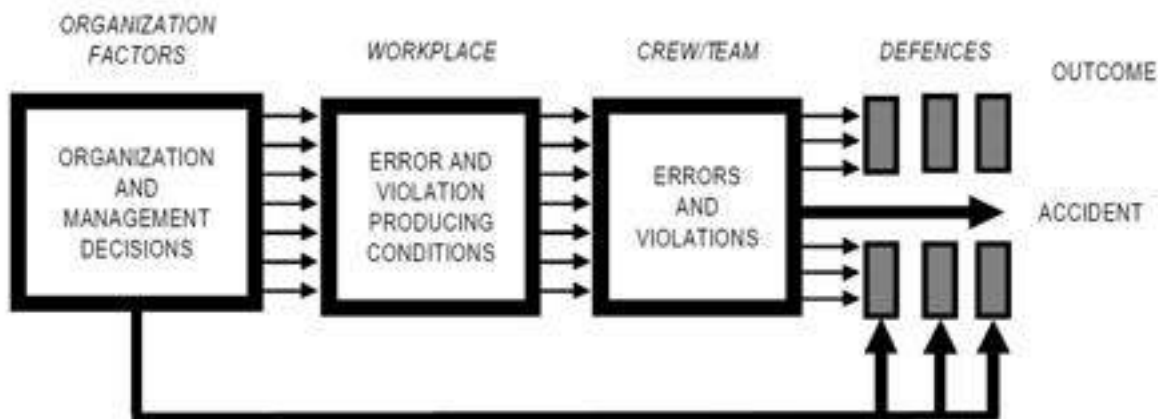 ORGANIZATION
FACTORS
WORKPLACE
CREW/TEAM
DEFENCES
OUTCOME
ORGANIZATION
AND
MANAGEMENT
DECISIONS
ERROR AND
VIOLATION
PRODUCING
CONDITIONS
ERRORS
AND
VIOLATIONS
ACCIDENT